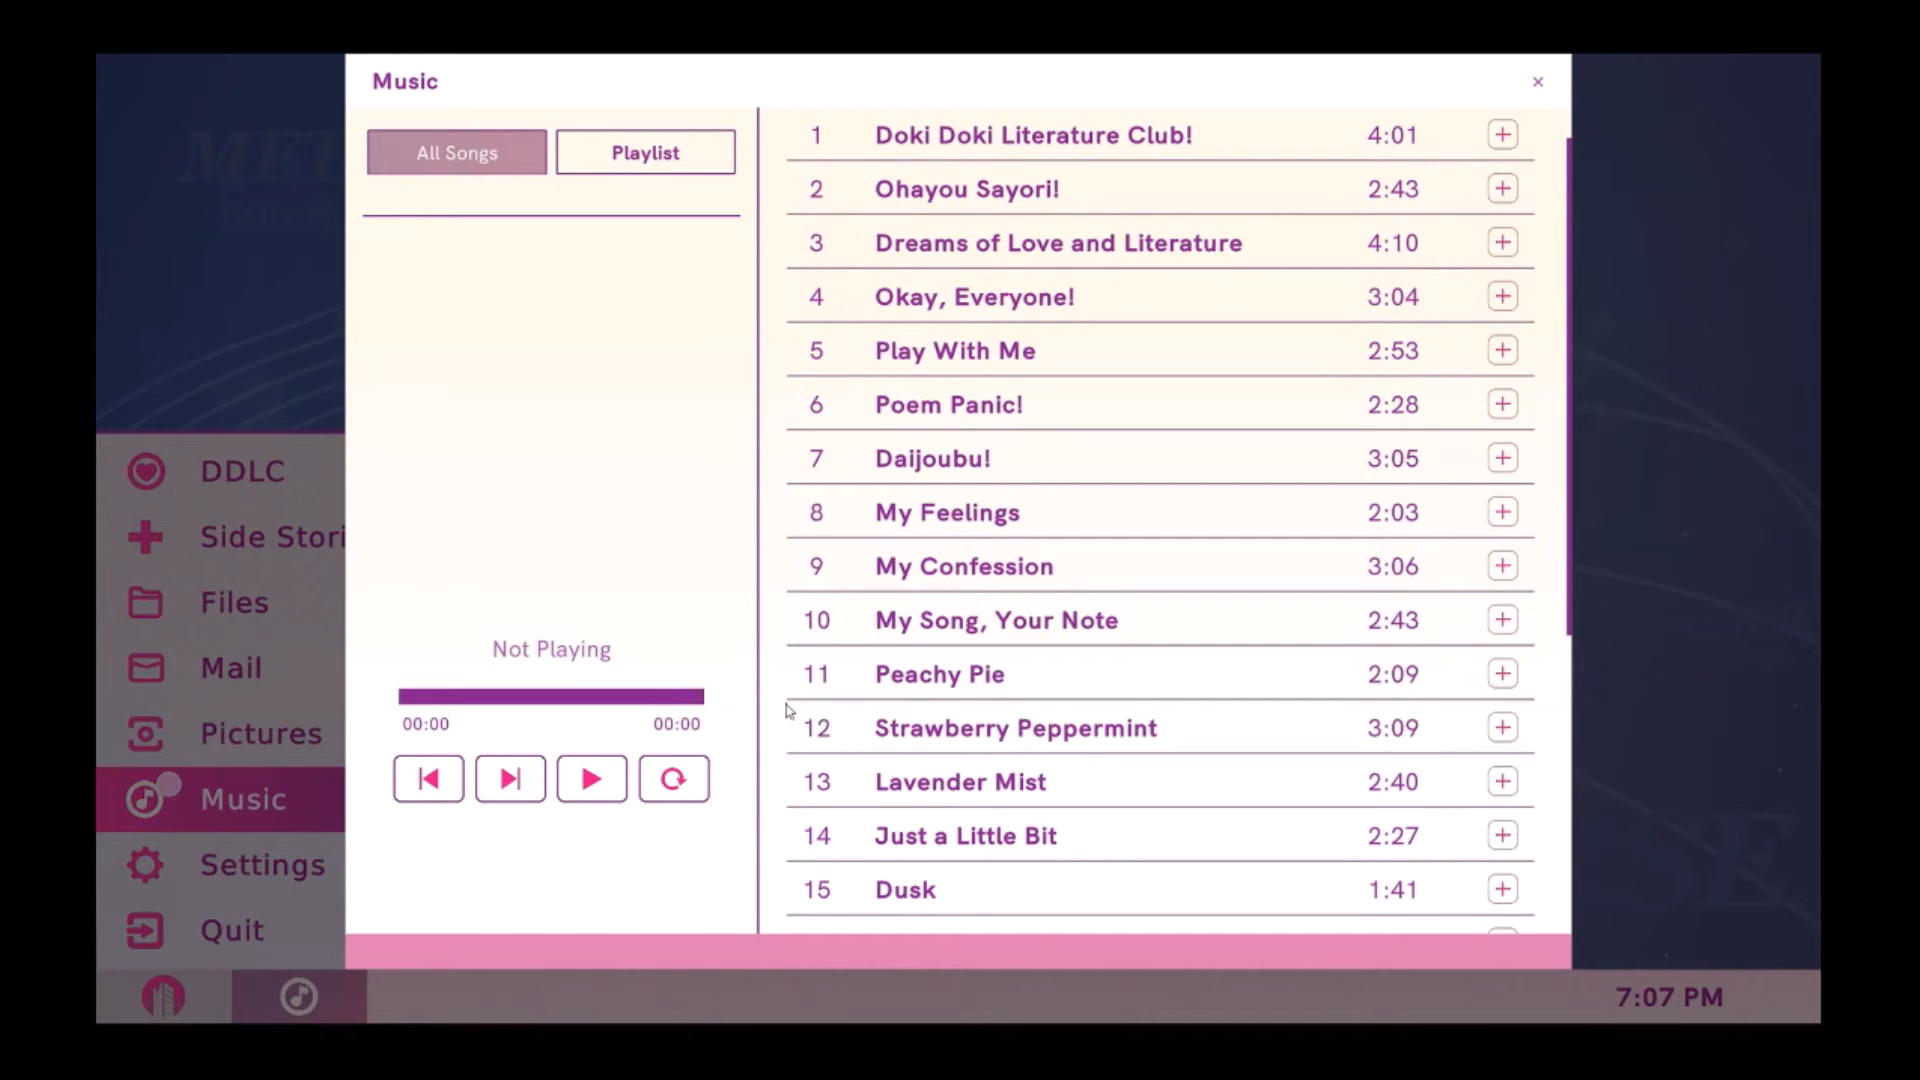 Music
×
All Songs
Playlist
Not Playing
00:00 00:00
1 Doki Doki Literature Club! 4:01
2 Ohayou Sayori! 2:43
3 Dreams of Love and Literature 4:10
4 Okay, Everyone! 3:04
5 Play With Me 2:53
6 Poem Panic! 2:28
7 Daijoubu! 3:05
8 My Feelings 2:03
9 My Confession 3:06
10 My Song, Your Note 2:43
11 Peachy Pie 2:09
12 Strawberry Peppermint 3:09
13 Lavender Mist 2:40
14 Just a Little Bit 2:27
15 Dusk 1:41
DDLC
Side Stori
Files
Mail
Pictures
Music
Settings
Quit
7:07 PM